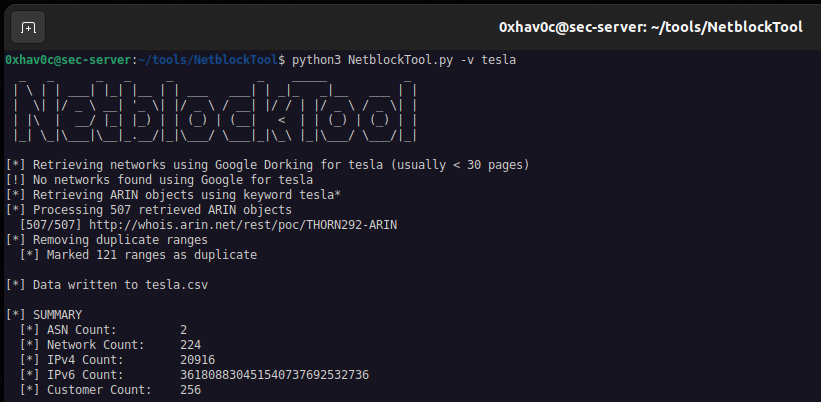 0xhav0c@sec-server: ~/tools/NetblockTool
0xhav0c@sec-server:~/tools/NetblockTool$ python3 NetblockTool.py -v tesla
NetblockTool
[*] Retrieving networks using Google Dorking for tesla (usually < 30 pages)
[!] No networks found using Google for tesla
[*] Retrieving ARIN objects using keyword tesla*
[*] Processing 507 retrieved ARIN objects
[507/507] http://whois.arin.net/rest/poc/THORN292-ARIN
[*] Removing duplicate ranges
[*] Marked 121 ranges as duplicate
[*] Data written to tesla.csv
[*] SUMMARY
[*] ASN Count: 2
[*] Network Count: 224
[*] IPv4 Count: 20916
[*] IPv6 Count: 361808830451540737692532736
[*] Customer Count: 256